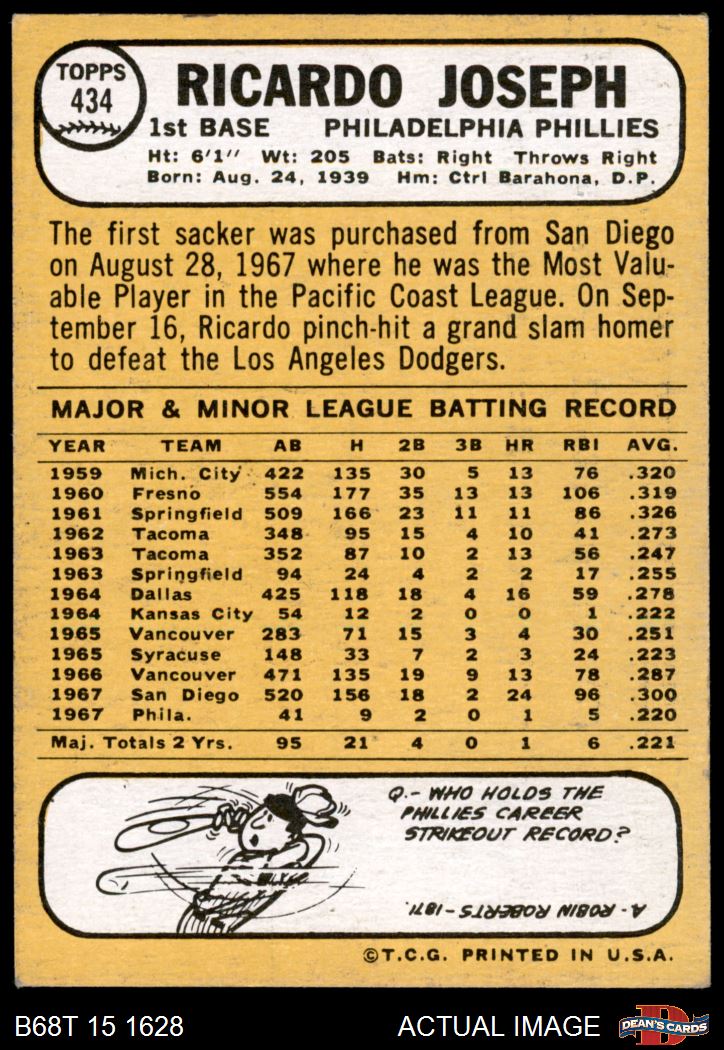 TOPPS
434
RICARDO JOSEPH
1st BASE PHILADELPHIA PHILLIES
Ht: 6'1" Wt: 205 Bats: Right Throws Right
Born: Aug. 24, 1939 Hm: Ctrl Barahona, D.P.
The first sacker was purchased from San Diego
on August 28, 1967 where he was the Most Valu-
able Player in the Pacific Coast League. On Sep-
tember 16, Ricardo pinch-hit a grand slam homer
to defeat the Los Angeles Dodgers.
MAJOR & MINOR LEAGUE BATTING RECORD
YEAR TEAM AB H 2B 3B HR RBI AVG.
1959 Mich. City 422 135 30 5 13 76 .320
1960 Fresno 554 177 35 13 13 106 .319
1961 Springfield 509 166 23 11 11 86 .326
1962 Tacoma 348 95 15 4 10 41 .273
1963 Tacoma 352 87 10 2 13 56 .247
1963 Springfield 94 24 4 2 2 17 .255
1964 Dallas 425 118 18 4 16 59 .278
1964 Kansas City 54 12 2 0 0 1 .222
1965 Vancouver 283 71 15 3 4 30 .251
1965 Syracuse 148 33 7 2 3 24 .223
1966 Vancouver 471 135 19 9 13 78 .287
1967 San Diego 520 156 18 2 24 96 .300
1967 Phila. 41 9 2 0 1 5 .220
Maj. Totals 2 Yrs. 95 21 4 0 1 6 .221
Q.- WHO HOLDS THE
PHILLIES CAREER
STRIKEOUT RECORD?
A - ROBIN ROBERTS - 1871.
©T.C.G. PRINTED IN U.S.A.
B68T 15 1628 ACTUAL IMAGE
D
DEAN'S CARDS